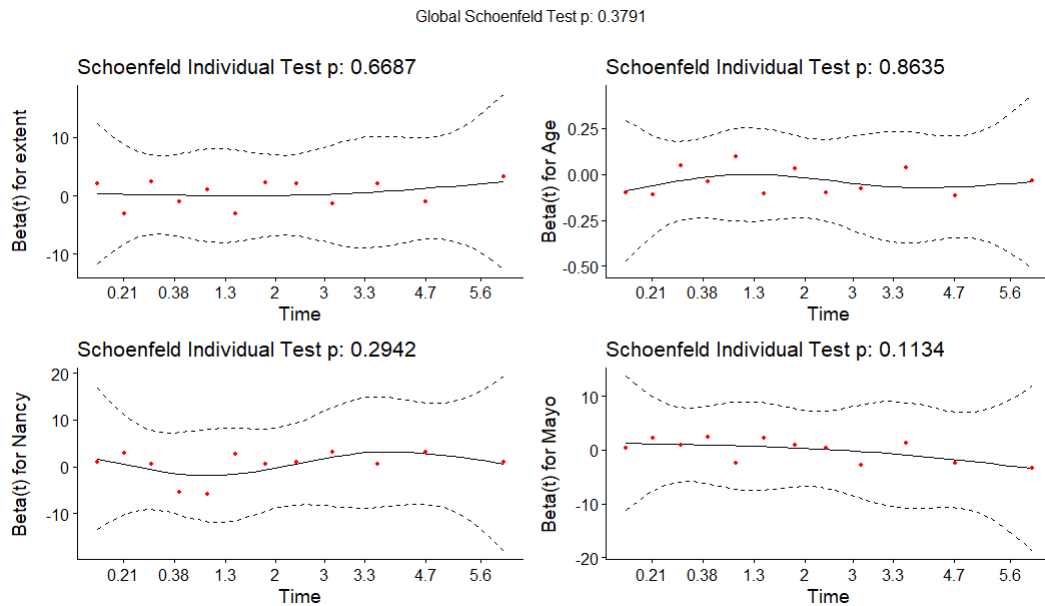 Global Schoenfeld Test p: 0.3791
Schoenfeld Individual Test p: 0.6687
Beta(t) for extent
10
0
-10
0.21 0.38 1.3 2 3 3.3 4.7 5.6
Time
Schoenfeld Individual Test p: 0.8635
Beta(t) for Age
0.25
0.00
-0.25
-0.50
0.21 0.38 1.3 2 3 3.3 4.7 5.6
Time
Schoenfeld Individual Test p: 0.2942
Beta(t) for Nancy
20
10
0
-10
0.21 0.38 1.3 2 3 3.3 4.7 5.6
Time
Schoenfeld Individual Test p: 0.1134
Beta(t) for Mayo
10
0
-10
-20
0.21 0.38 1.3 2 3 3.3 4.7 5.6
Time